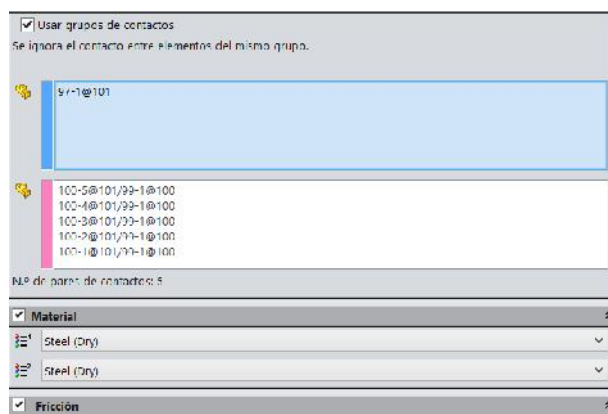 Usar grupos de contactos
Se ignora el contacto entre elementos del mismo grupo.
97-1@101
100-5@101/99-1@100
100-4@101/99-1@100
100-3@101/99-1@100
100-2@101/99-1@100
100-1@101/99-1@100
N.º de pares de contactos: 5
Material
Steel (Dry)
Steel (Dry)
Fricción